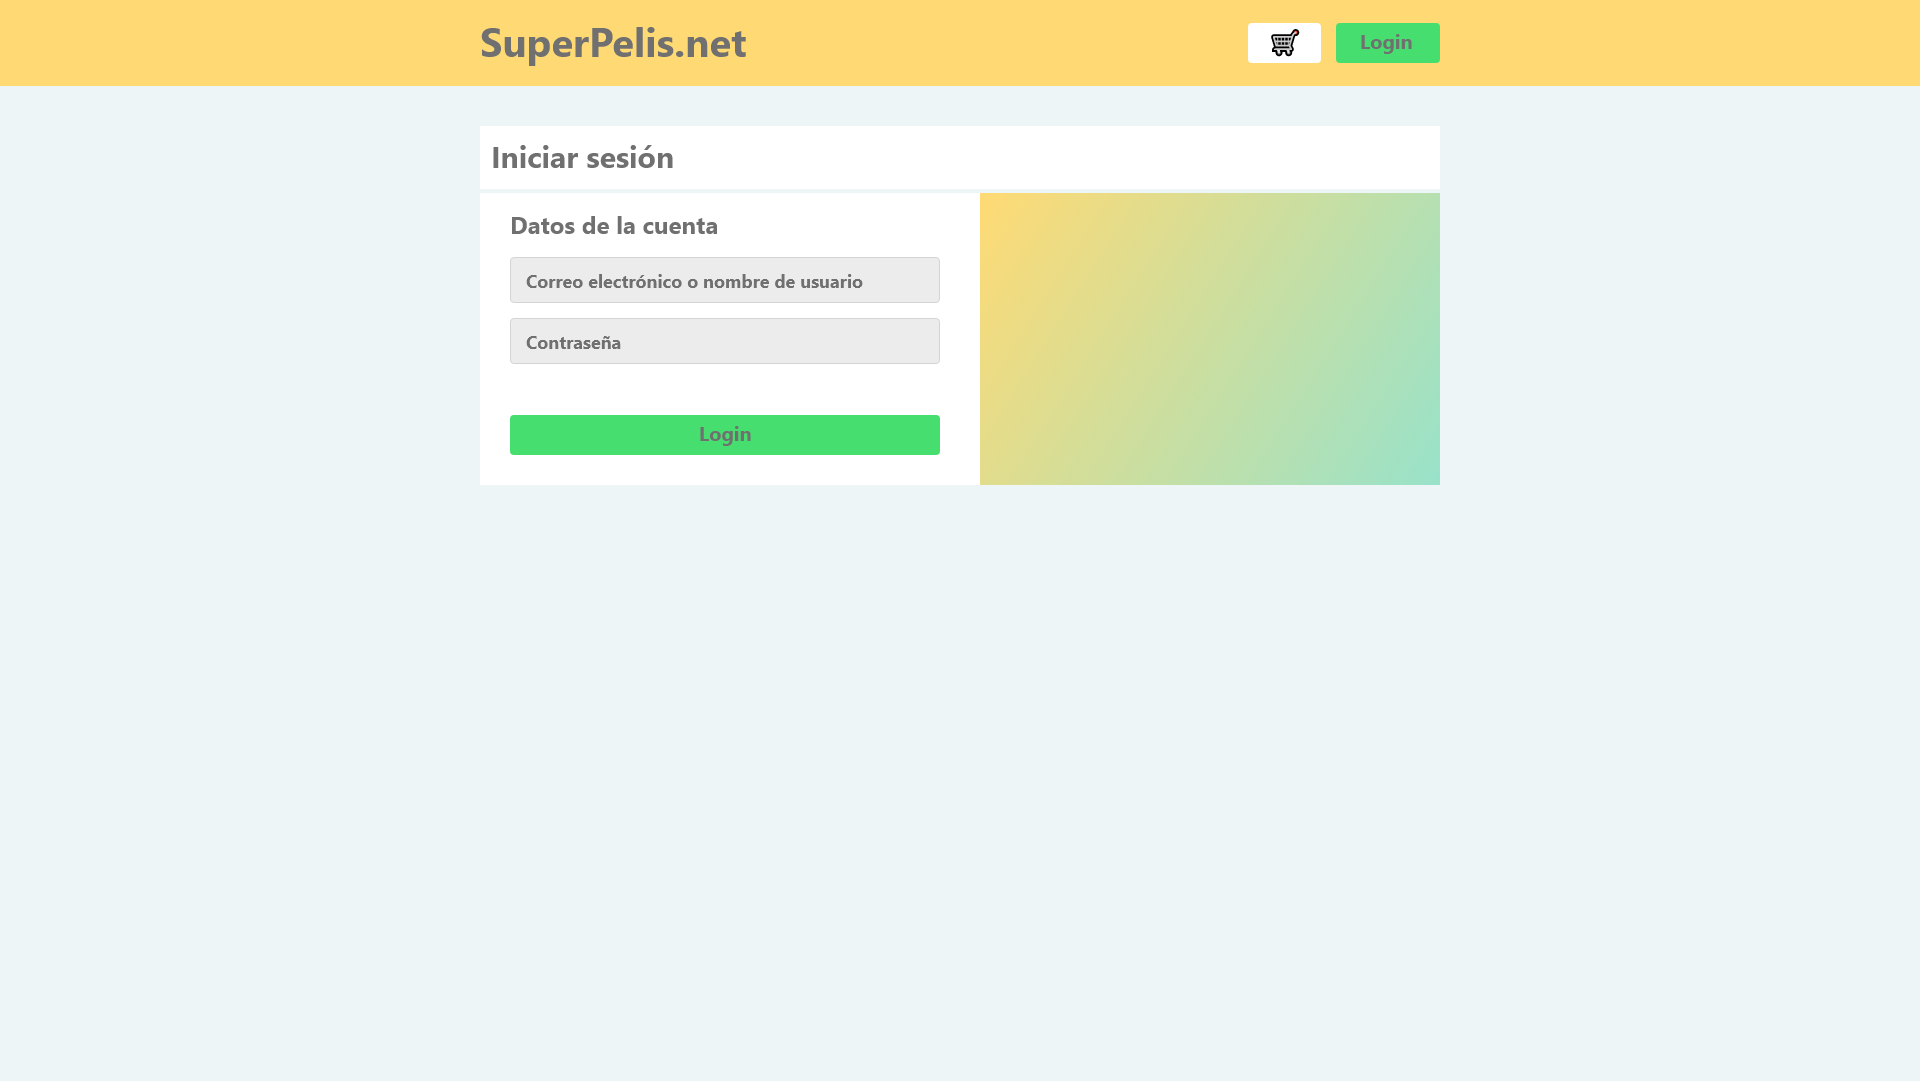 SuperPelis.net
Login
Iniciar sesión
Datos de la cuenta
Correo electrónico o nombre de usuario
Contraseña
Login